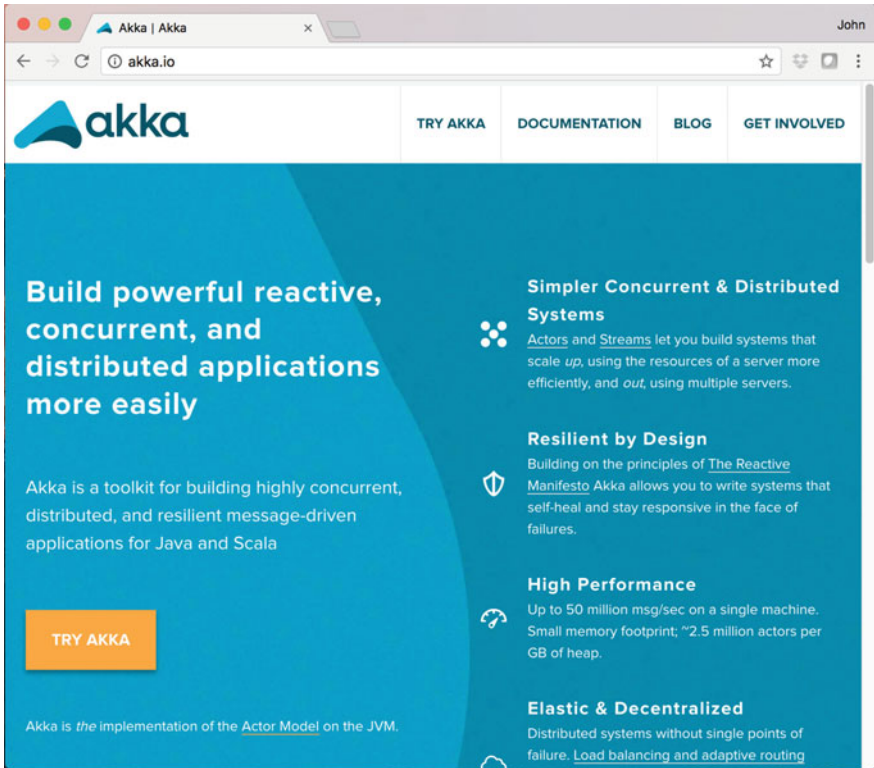 Akka | Akka
John
akka.io
akka
TRY AKKA
DOCUMENTATION
BLOG
GET INVOLVED
Build powerful reactive,
concurrent, and
distributed applications
more easily
Akka is a toolkit for building highly concurrent,
distributed, and resilient message-driven
applications for Java and Scala
TRY AKKA
Akka is the implementation of the Actor Model on the JVM.
Simpler Concurrent & Distributed
Systems
Actors and Streams let you build systems that
scale up, using the resources of a server more
efficiently, and out, using multiple servers.
Resilient by Design
Building on the principles of The Reactive
Manifesto Akka allows you to write systems that
self-heal and stay responsive in the face of
failures.
High Performance
Up to 50 million msg/sec on a single machine.
Small memory footprint; ~2.5 million actors per
GB of heap.
Elastic & Decentralized
Distributed systems without single points of
failure. Load balancing and adaptive routing